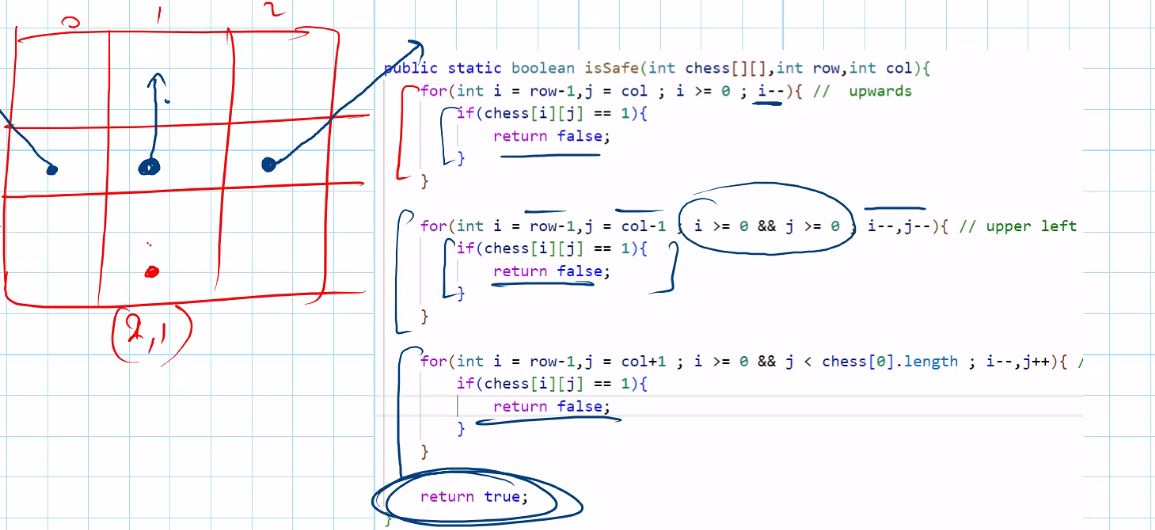 0 1 2
(2,1)
public static boolean isSafe(int chess[][],int row,int col){
for(int i = row-1,j = col ; i >= 0 ; i--){ //  upwards
if(chess[i][j] == 1){
return false;
}
}
for(int i = row-1,j = col-1 ; i >= 0 && j >= 0 ; i--,j--){ // upper left
if(chess[i][j] == 1){
return false;
}
}
for(int i = row-1,j = col+1 ; i >= 0 && j < chess[0].length ; i--,j++){ /
if(chess[i][j] == 1){
return false;
}
}
return true;
}